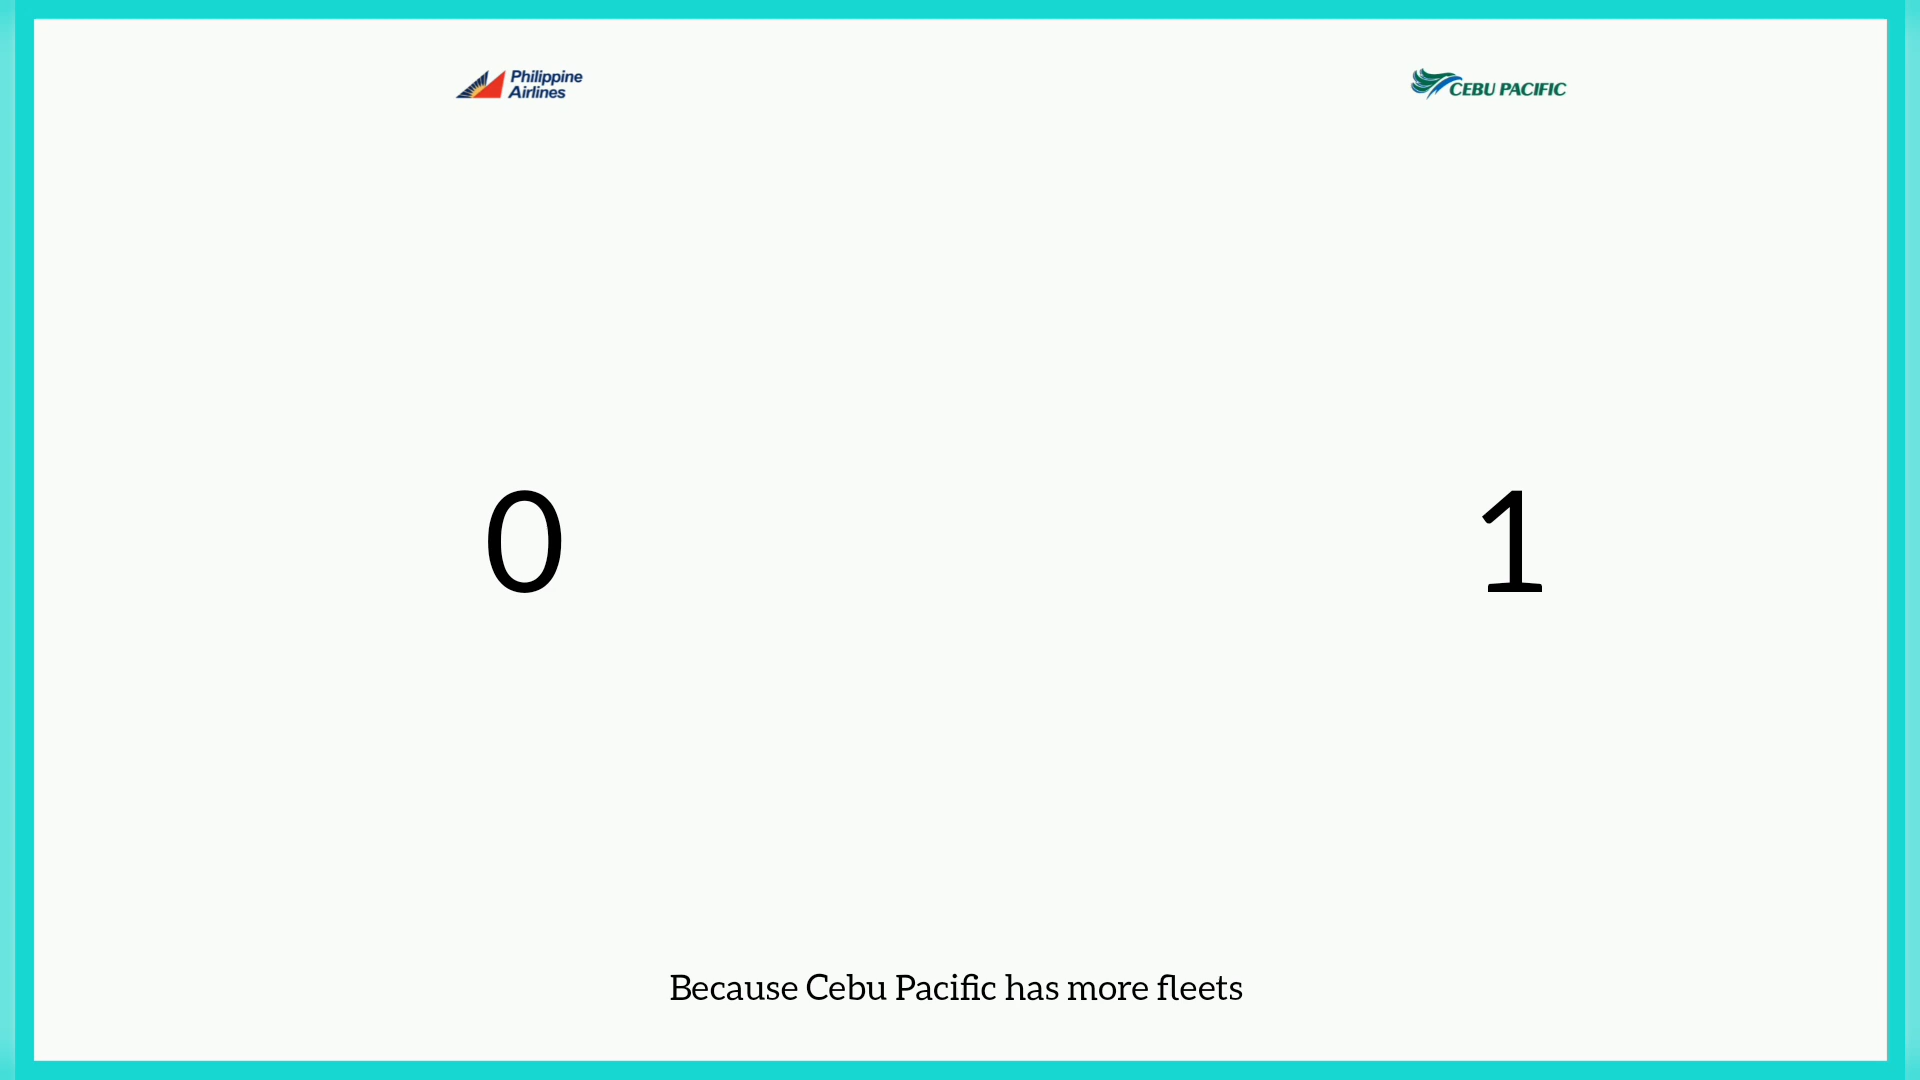 Philippine
Airlines
CEBU PACIFIC
0
1
Because Cebu Pacific has more fleets